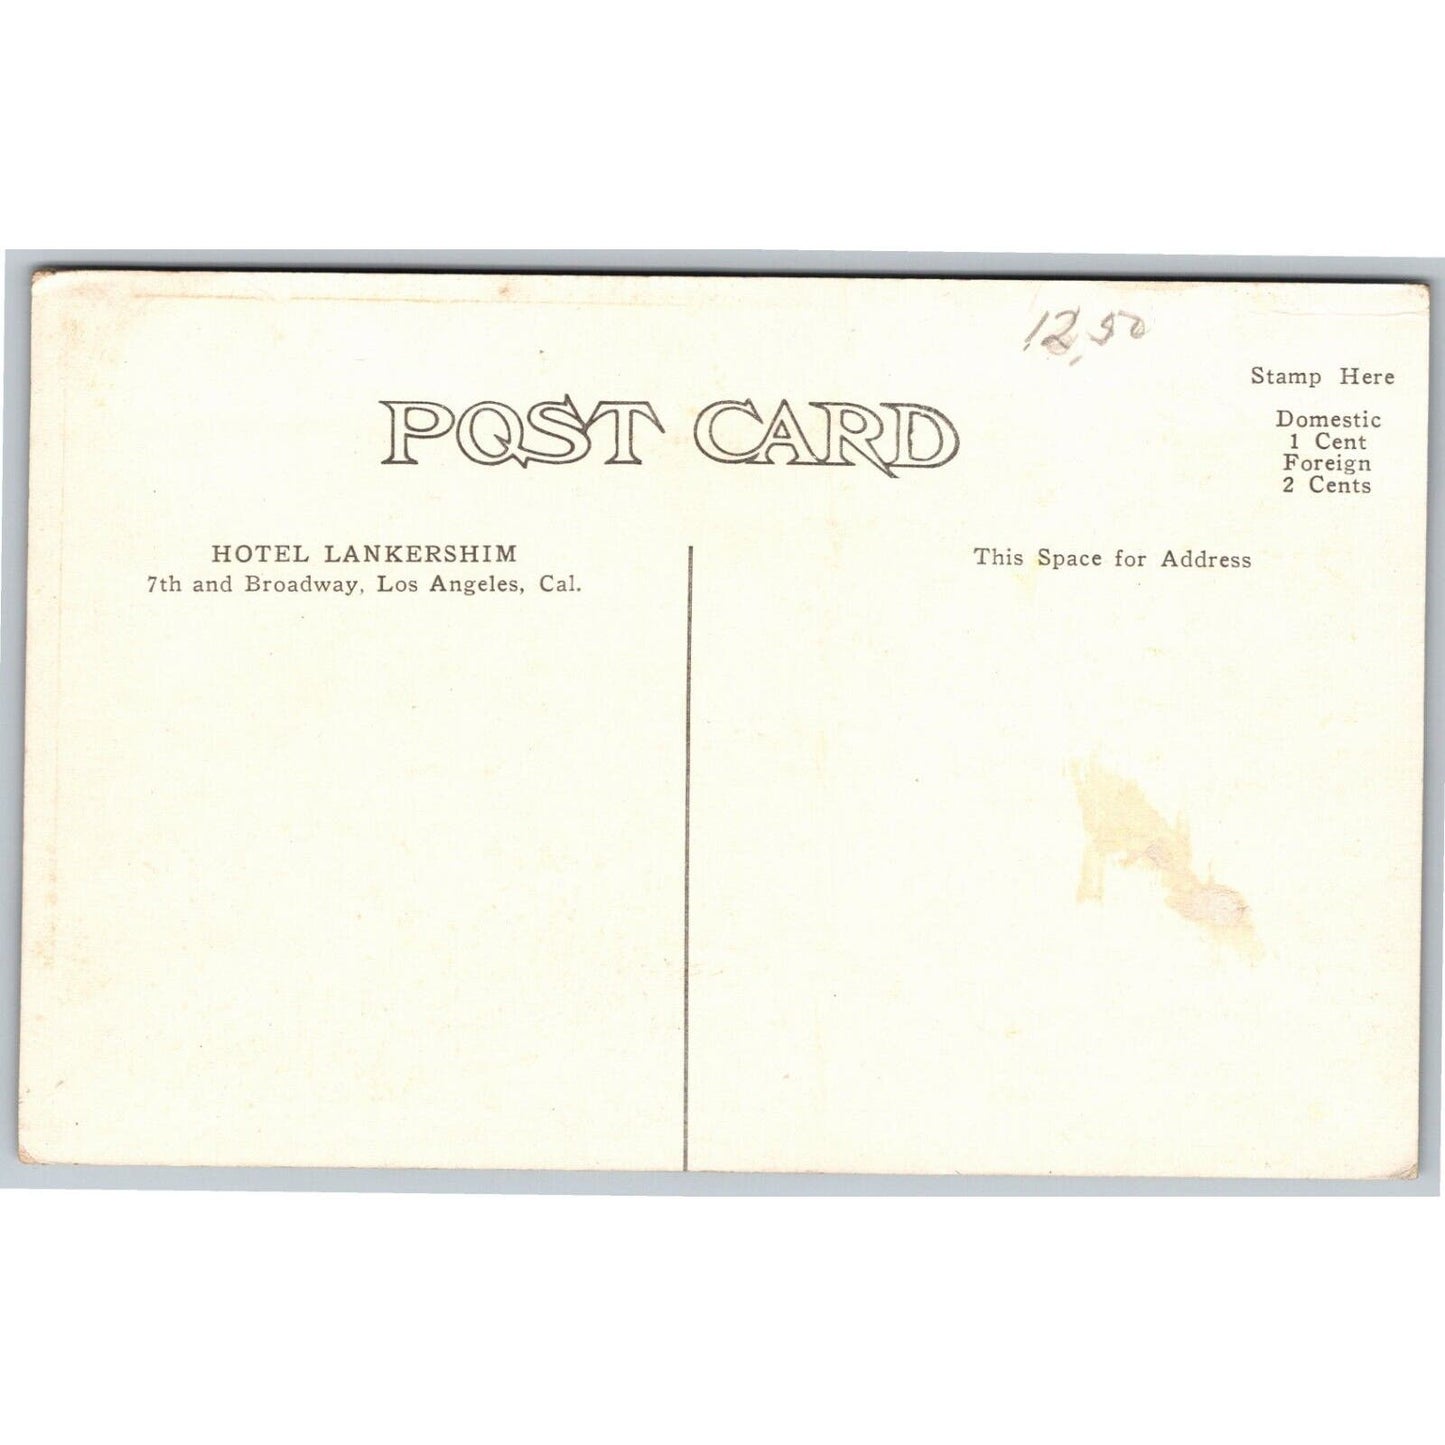 12,50
POST CARD
Stamp Here
Domestic
1 Cent
Foreign
2 Cents
HOTEL LANKERSHIM
7th and Broadway, Los Angeles, Cal.
This Space for Address